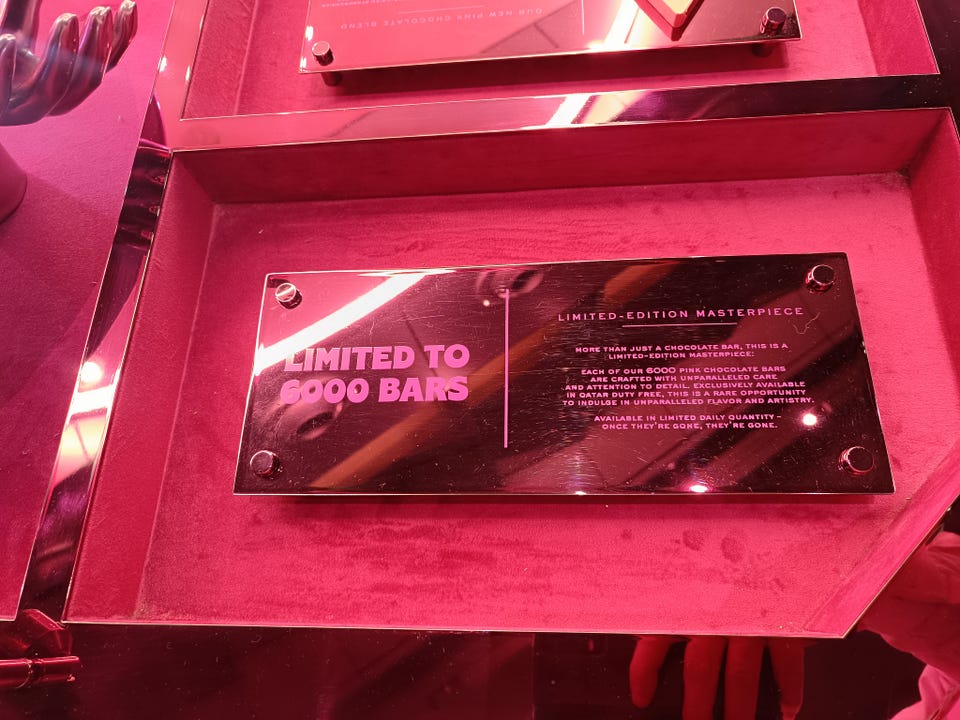 OUR NEW PINK CHOCOLATE BLEND
LIMITED TO
6000 BARS
LIMITED-EDITION MASTERPIECE
MORE THAN JUST A CHOCOLATE BAR, THIS IS A
LIMITED-EDITION MASTERPIECE:
EACH OF OUR 6000 PINK CHOCOLATE BARS
ARE CRAFTED WITH UNPARALLELED CARE
AND ATTENTION TO DETAIL. EXCLUSIVELY AVAILABLE
IN QATAR DUTY FREE, THIS IS A RARE OPPORTUNITY
TO INDULGE IN UNPARALLELED FLAVOR AND ARTISTRY.
AVAILABLE IN LIMITED DAILY QUANTITY –
ONCE THEY'RE GONE, THEY'RE GONE.